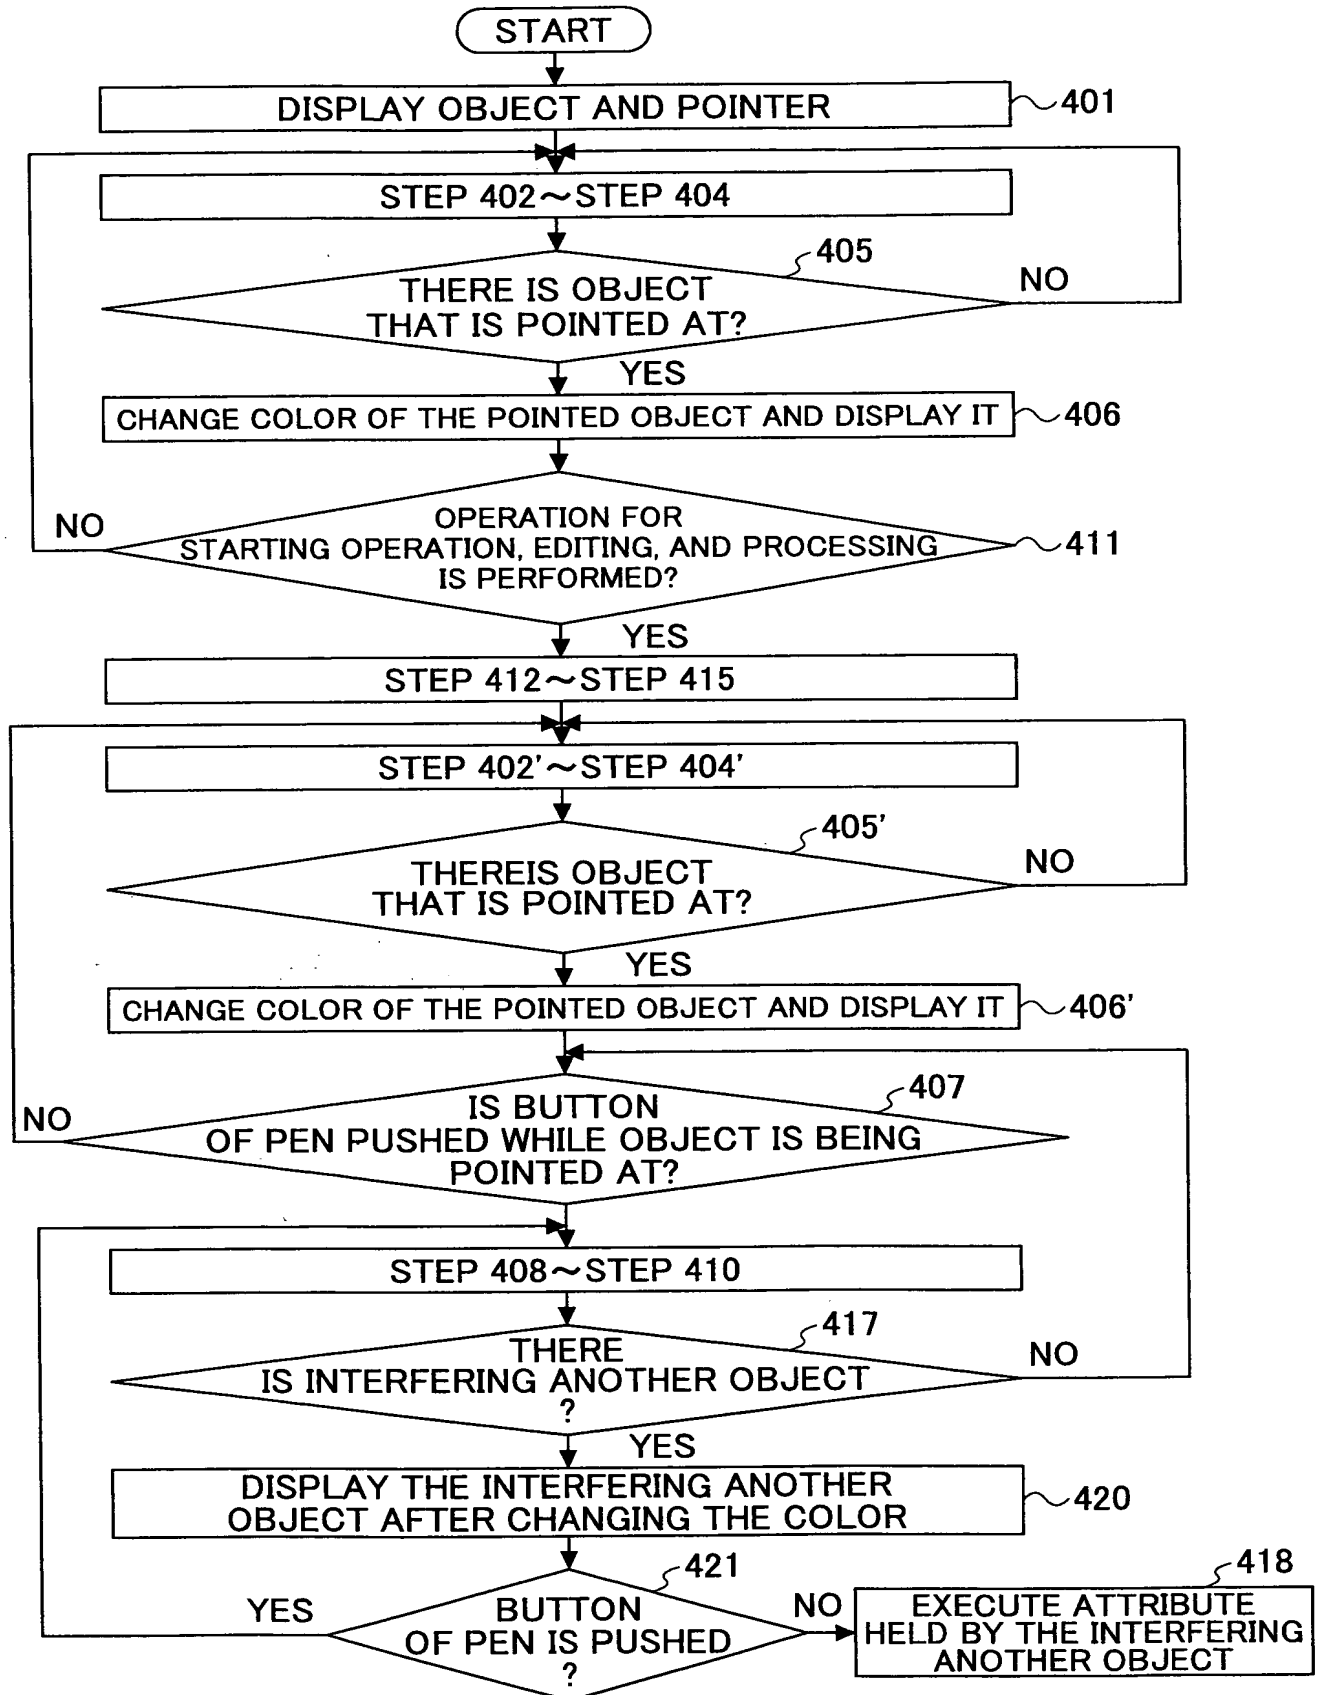 START
DISPLAY OBJECT AND POINTER
401
STEP 402～STEP 404
405
THERE IS OBJECT
THAT IS POINTED AT?
NO
YES
CHANGE COLOR OF THE POINTED OBJECT AND DISPLAY IT
406
NO
OPERATION FOR
STARTING OPERATION, EDITING, AND PROCESSING
IS PERFORMED?
411
YES
STEP 412～STEP 415
STEP 402'～STEP 404'
405'
THEREIS OBJECT
THAT IS POINTED AT?
NO
YES
CHANGE COLOR OF THE POINTED OBJECT AND DISPLAY IT
406'
407
NO
IS BUTTON
OF PEN PUSHED WHILE OBJECT IS BEING
POINTED AT?
STEP 408～STEP 410
417
THERE
IS INTERFERING ANOTHER OBJECT
?
NO
YES
DISPLAY THE INTERFERING ANOTHER
OBJECT AFTER CHANGING THE COLOR
420
421
YES
BUTTON
OF PEN IS PUSHED
?
NO
418
EXECUTE ATTRIBUTE
HELD BY THE INTERFERING
ANOTHER OBJECT